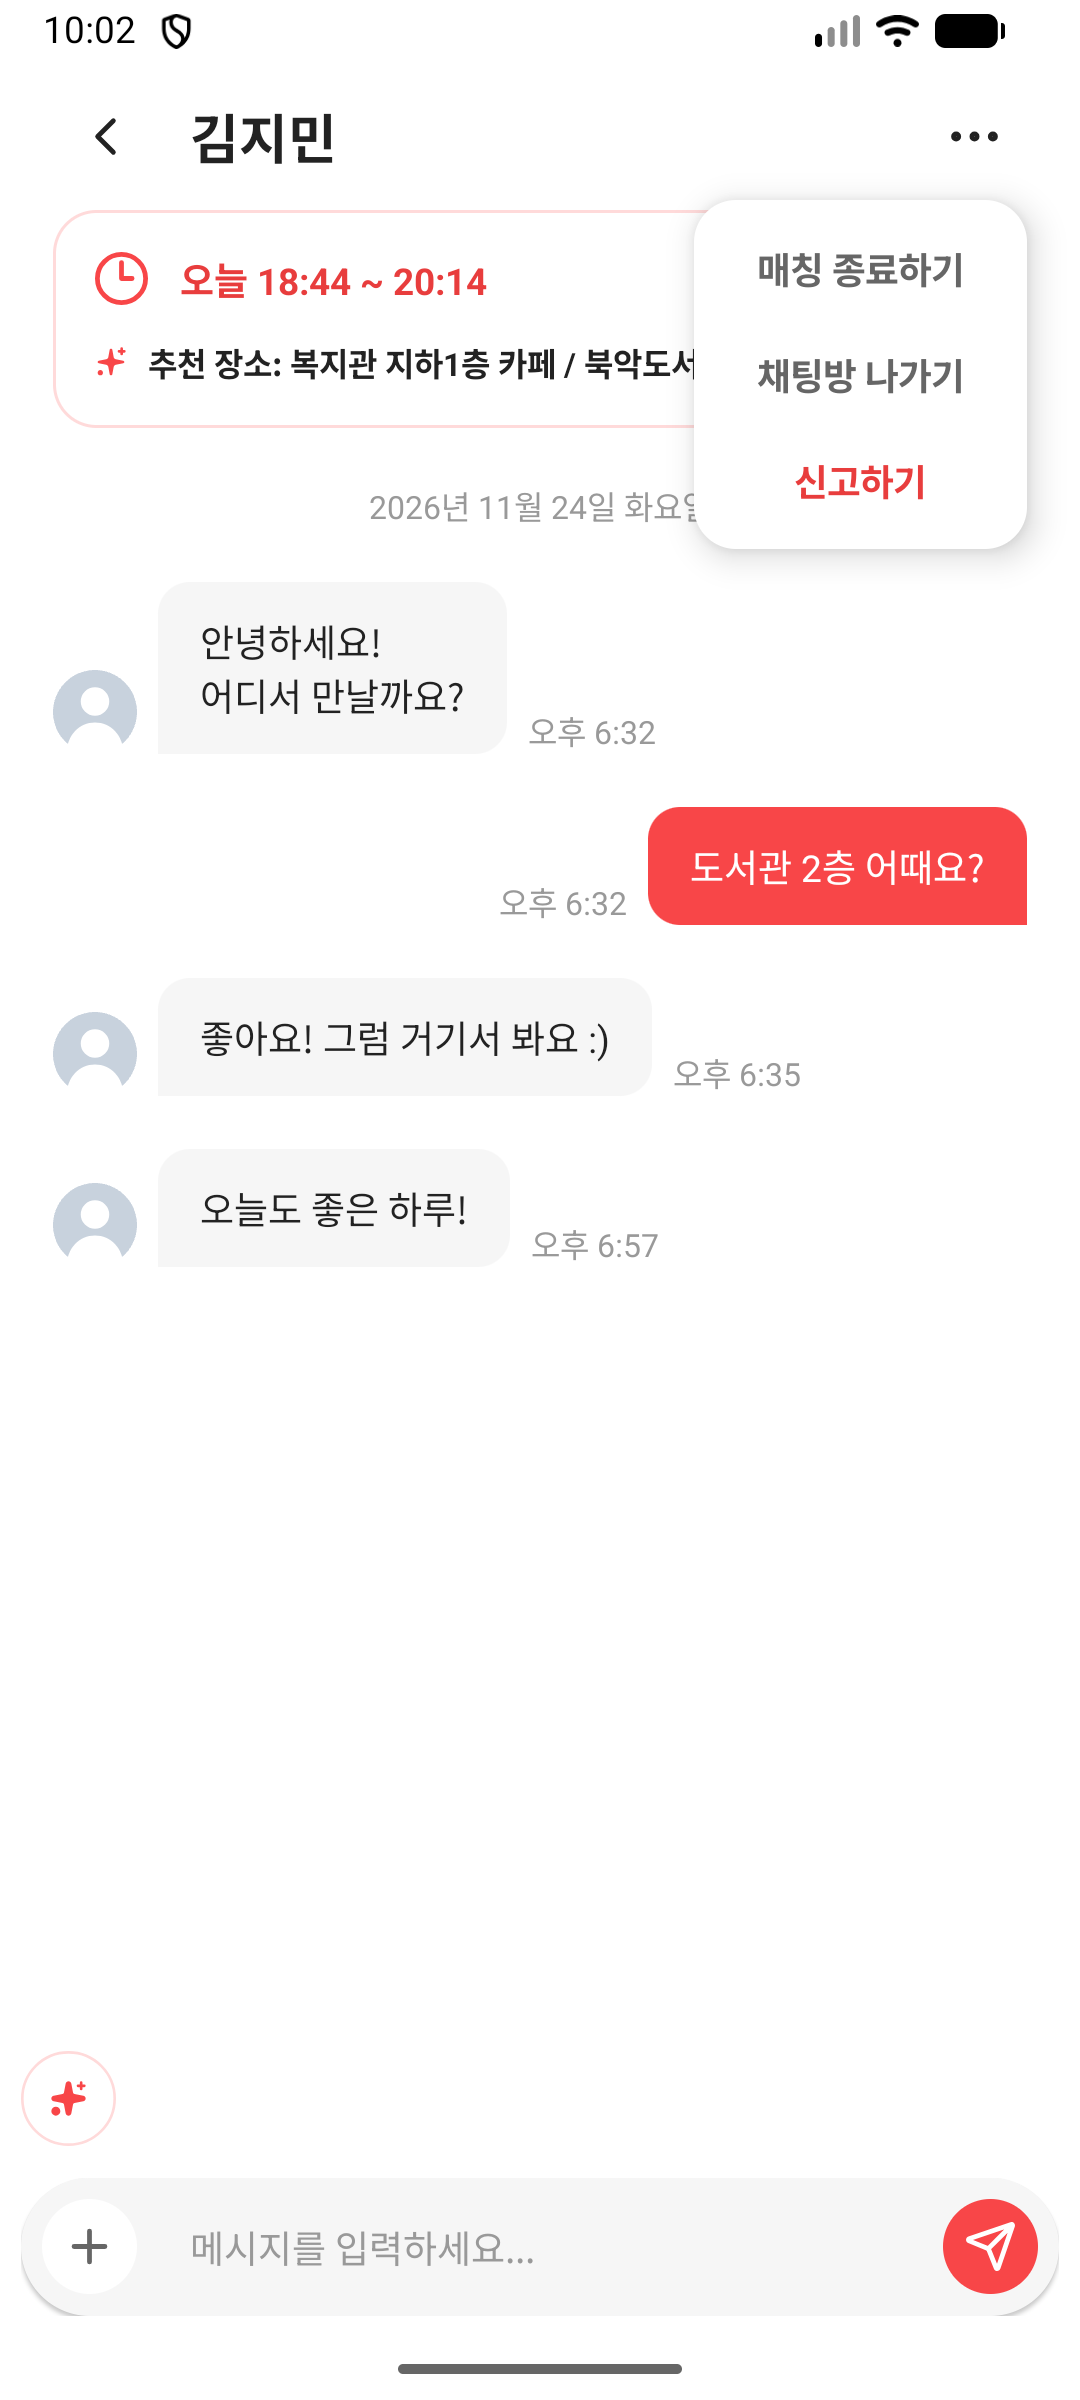 10:02
김지민
오늘 18:44 ~ 20:14
추천 장소: 복지관 지하1층 카페 / 북악도서
매칭 종료하기
채팅방 나가기
신고하기
2026년 11월 24일 화요일
안녕하세요!
어디서 만날까요?
오후 6:32
도서관 2층 어때요?
오후 6:32
좋아요! 그럼 거기서 봐요 :)
오후 6:35
오늘도 좋은 하루!
오후 6:57
메시지를 입력하세요...